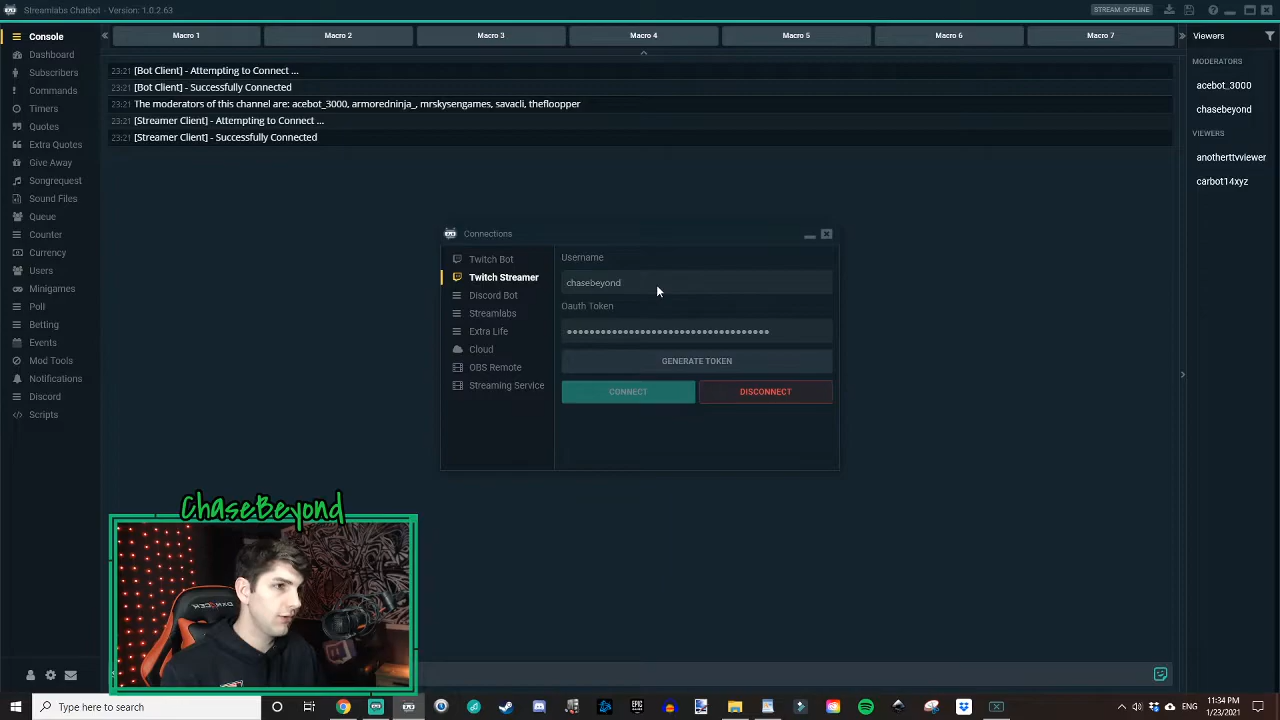 Streamlabs Chatbot - Version: 1.0.2.63
STREAM: OFFLINE
Console
Dashboard
Subscribers
Commands
Timers
Quotes
Extra Quotes
Give Away
Songrequest
Sound Files
Queue
Counter
Currency
Users
Minigames
Poll
Betting
Events
Mod Tools
Notifications
Discord
Scripts
Macro 1
Macro 2
Macro 3
Macro 4
Macro 5
Macro 6
Macro 7
23:21 [Bot Client] - Attempting to Connect ...
23:21 [Bot Client] - Successfully Connected
23:21 The moderators of this channel are: acebot_3000, armoredninja_, mrskysengames, savacli, thefloopper
23:21 [Streamer Client] - Attempting to Connect ...
23:21 [Streamer Client] - Successfully Connected
Connections
Twitch Bot
Twitch Streamer
Discord Bot
Streamlabs
Extra Life
Cloud
OBS Remote
Streaming Service
Username
chasebeyond
Oauth Token
GENERATE TOKEN
CONNECT
DISCONNECT
Viewers
MODERATORS
acebot_3000
chasebeyond
VIEWERS
anotherttvviewer
carbot14xyz
ChaseBeyond
DXRACER
Type here to search
11:34 PM
1/23/2021